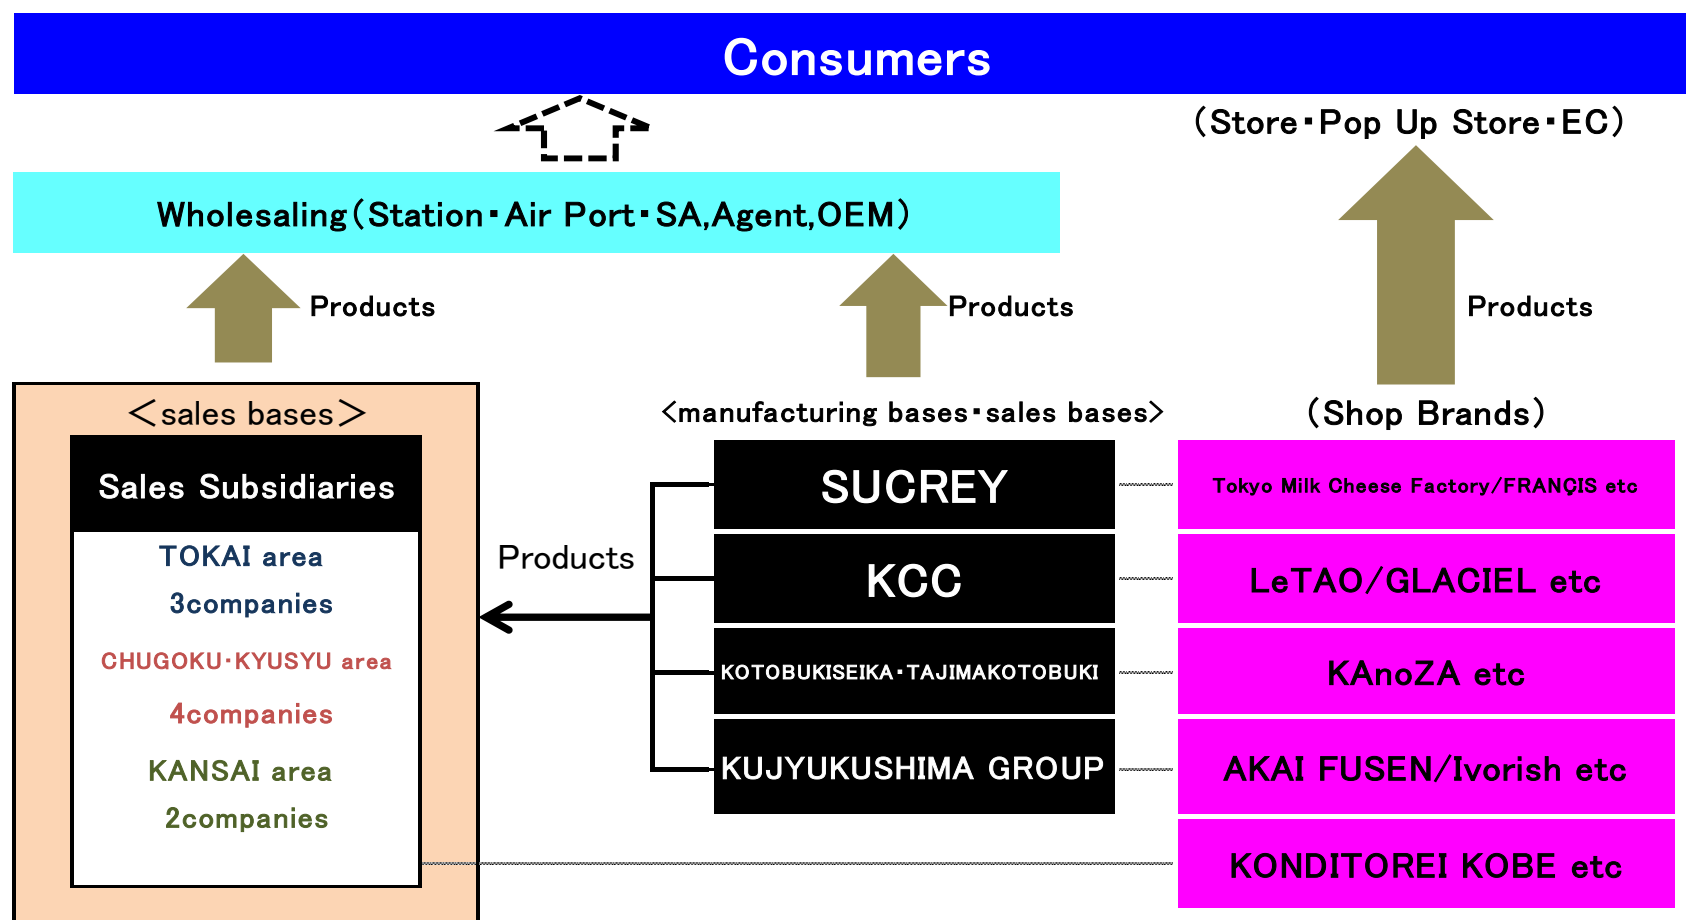 Consumers
（Store・Pop Up Store・EC）
Wholesaling（Station・Air Port・SA,Agent,OEM）
Products
Products
Products
＜sales bases＞
<manufacturing bases・sales bases>
（Shop Brands）
Sales Subsidiaries
TOKAI area
3companies
CHUGOKU・KYUSYU area
4companies
KANSAI area
2companies
Products
SUCREY
KCC
KOTOBUKISEIKA・TAJIMAKOTOBUKI
KUJYUKUSHIMA GROUP
Tokyo Milk Cheese Factory/FRANÇIS etc
LeTAO/GLACIEL etc
KAnoZA etc
AKAI FUSEN/Ivorish etc
KONDITOREI KOBE etc